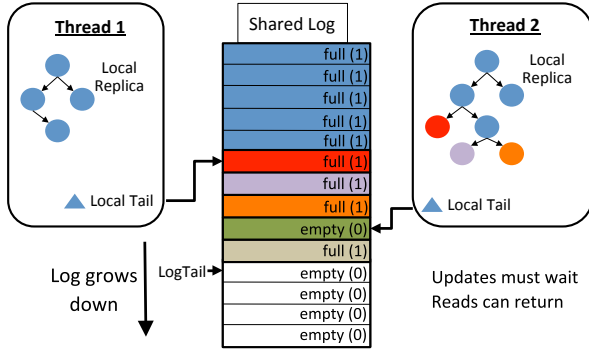 Thread 1
Local
Replica
Local Tail
Log grows
down
Shared Log
full (1)
full (1)
full (1)
full (1)
full (1)
full (1)
full (1)
full (1)
empty (0)
full (1)
empty (0)
empty (0)
empty (0)
empty (0)
LogTail
Thread 2
Local
Replica
Local Tail
Updates must wait
Reads can return